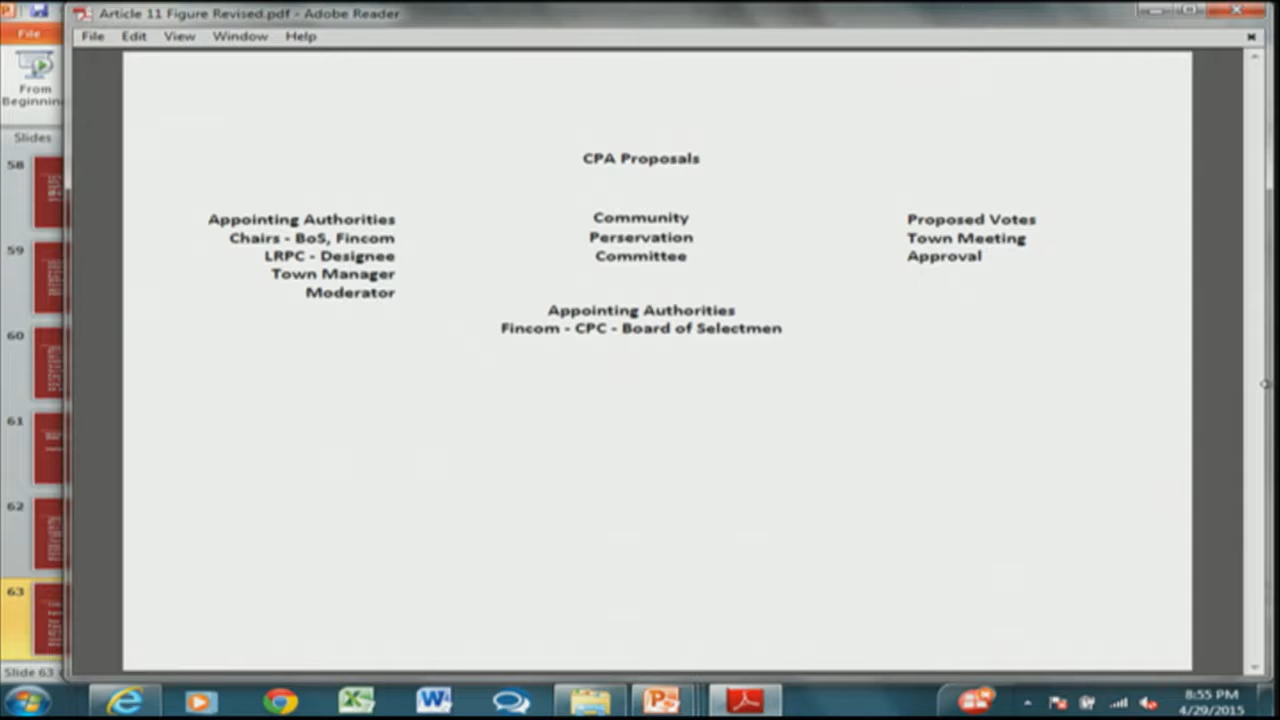 Article 11 Figure Revised.pdf - Adobe Reader
File
File Edit View Window Help
From
Beginnin
Slides
58
59
60
61
62
63
Slide 63
CPA Proposals
Appointing Authorities
Chairs - BoS, Fincom
LRPC - Designee
Town Manager
Moderator
Community
Perservation
Committee
Proposed Votes
Town Meeting
Approval
Appointing Authorities
Fincom - CPC - Board of Selectmen
8:55 PM
4/29/2015